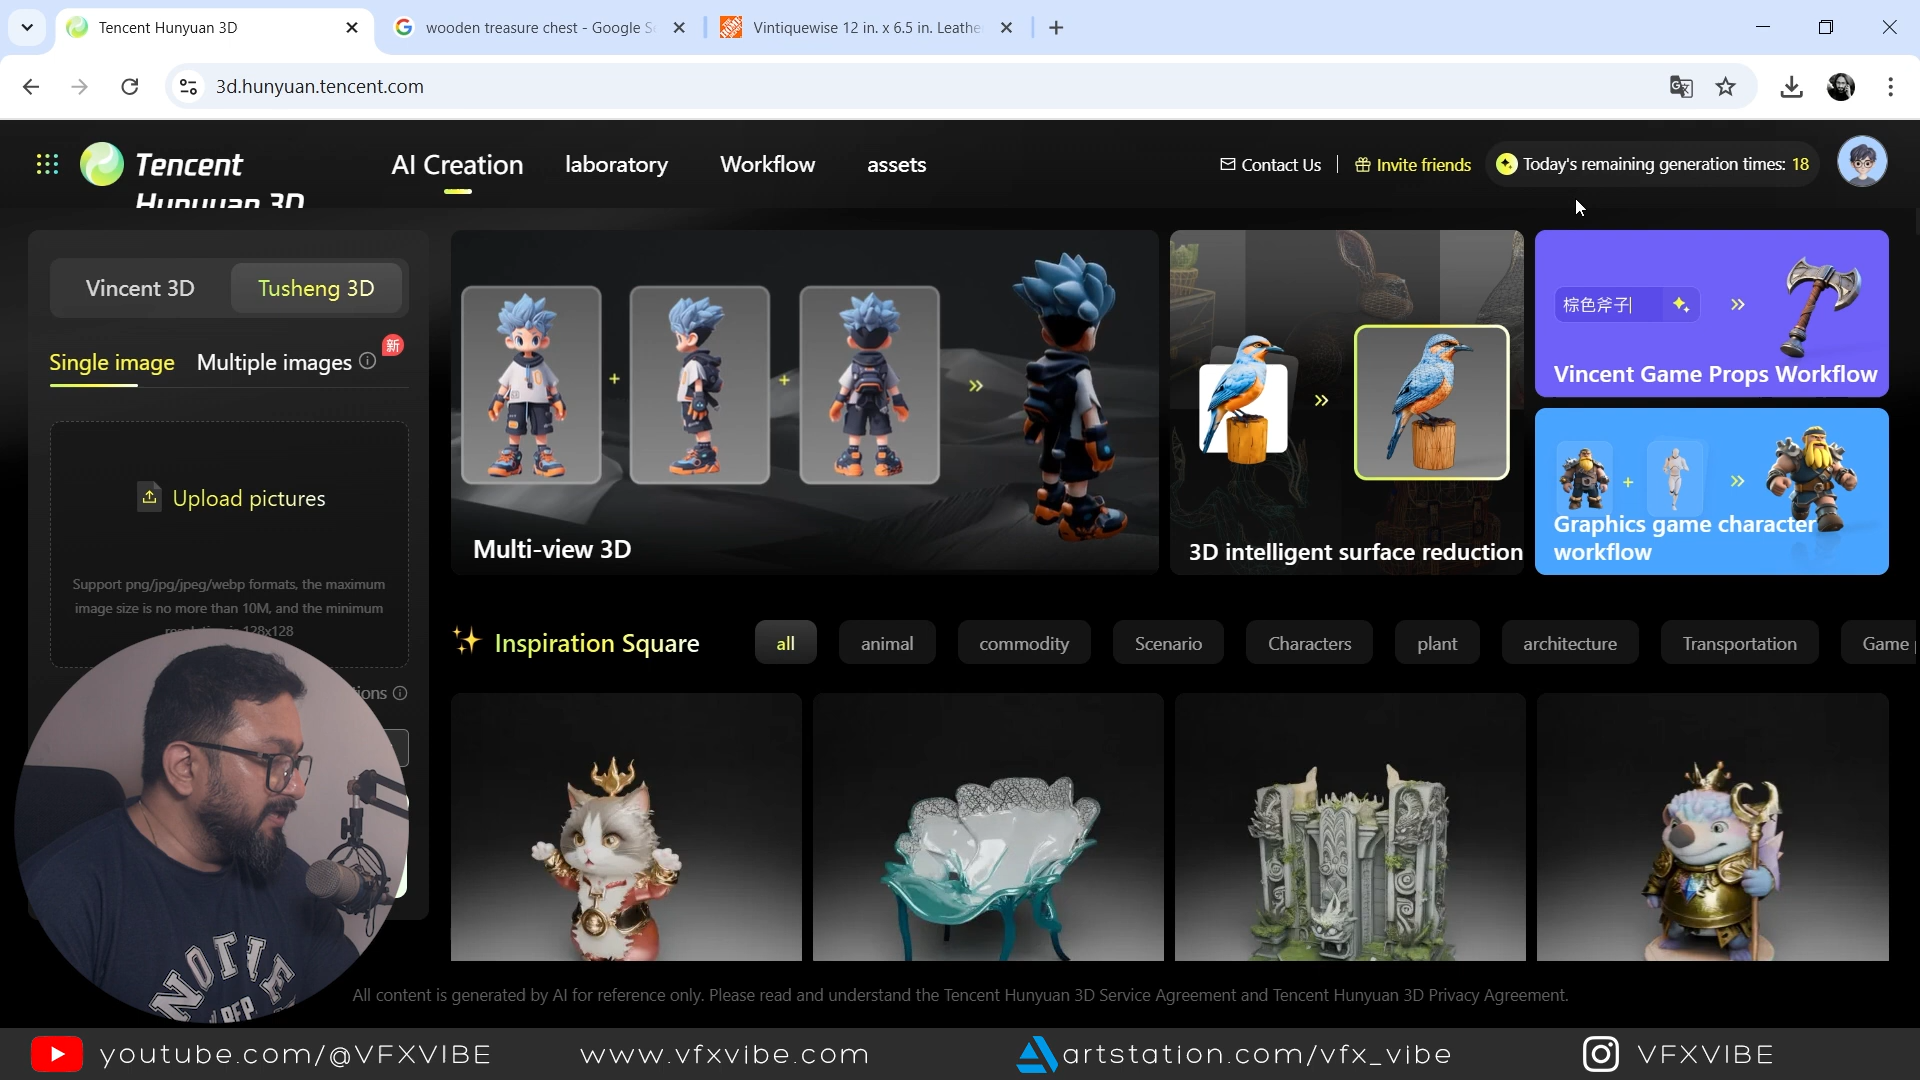 Tencent Hunyuan 3D
wooden treasure chest - Google Se
Vintiquewise 12 in. x 6.5 in. Leathe
3d.hunyuan.tencent.com
Tencent
Hunyuan 3D
AI Creation
laboratory
Workflow
assets
Contact Us
Invite friends
Today's remaining generation times: 18
Vincent 3D
Tusheng 3D
Single image
Multiple images
新
Upload pictures
Support png/jpg/jpeg/webp formats, the maximum
image size is no more than 10M, and the minimum
128x128
ions
Multi-view 3D
3D intelligent surface reduction
棕色斧子
Vincent Game Props Workflow
Graphics game character
workflow
Inspiration Square
all
animal
commodity
Scenario
Characters
plant
architecture
Transportation
Game
All content is generated by AI for reference only. Please read and understand the Tencent Hunyuan 3D Service Agreement and Tencent Hunyuan 3D Privacy Agreement.
youtube.com/@VFXVIBE
www.vfxvibe.com
artstation.com/vfx_vibe
VFXVIBE